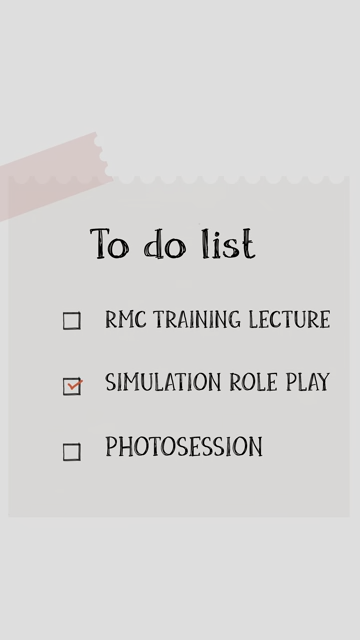 To do list
RMC TRAINING LECTURE
SIMULATION ROLE PLAY
PHOTOSESSION